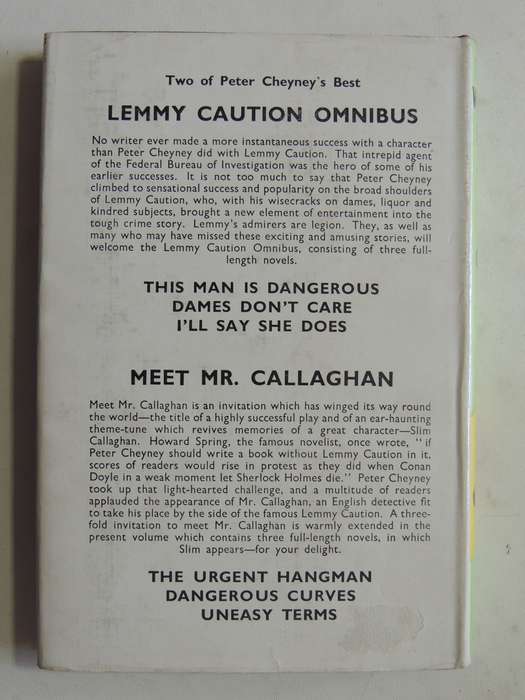 Two of Peter Cheyney's Best
LEMMY CAUTION OMNIBUS
No writer ever made a more instantaneous success with a character
than Peter Cheyney did with Lemmy Caution. That intrepid agent
of the Federal Bureau of Investigation was the hero of some of his
earlier successes. It is not too much to say that Peter Cheyney
climbed to sensational success and popularity on the broad shoulders
of Lemmy Caution, who, with his wisecracks on dames, liquor and
kindred subjects, brought a new element of entertainment into the
tough crime story. Lemmy's admirers are legion. They, as well as
many who may have missed these exciting and amusing stories, will
welcome the Lemmy Caution Omnibus, consisting of three full-
length novels.
THIS MAN IS DANGEROUS
DAMES DON'T CARE
I'LL SAY SHE DOES
MEET MR. CALLAGHAN
Meet Mr. Callaghan is an invitation which has winged its way round
the world—the title of a highly successful play and of an ear-haunting
theme-tune which revives memories of a great character—Slim
Callaghan. Howard Spring, the famous novelist, once wrote, "if
Peter Cheyney should write a book without Lemmy Caution in it,
scores of readers would rise in protest as they did when Conan
Doyle in a weak moment let Sherlock Holmes die." Peter Cheyney
took up that light-hearted challenge, and a multitude of readers
applauded the appearance of Mr. Callaghan, an English detective fit
to take his place by the side of the famous Lemmy Caution. A three-
fold invitation to meet Mr. Callaghan is warmly extended in the
present volume which contains three full-length novels, in which
Slim appears—for your delight.
THE URGENT HANGMAN
DANGEROUS CURVES
UNEASY TERMS